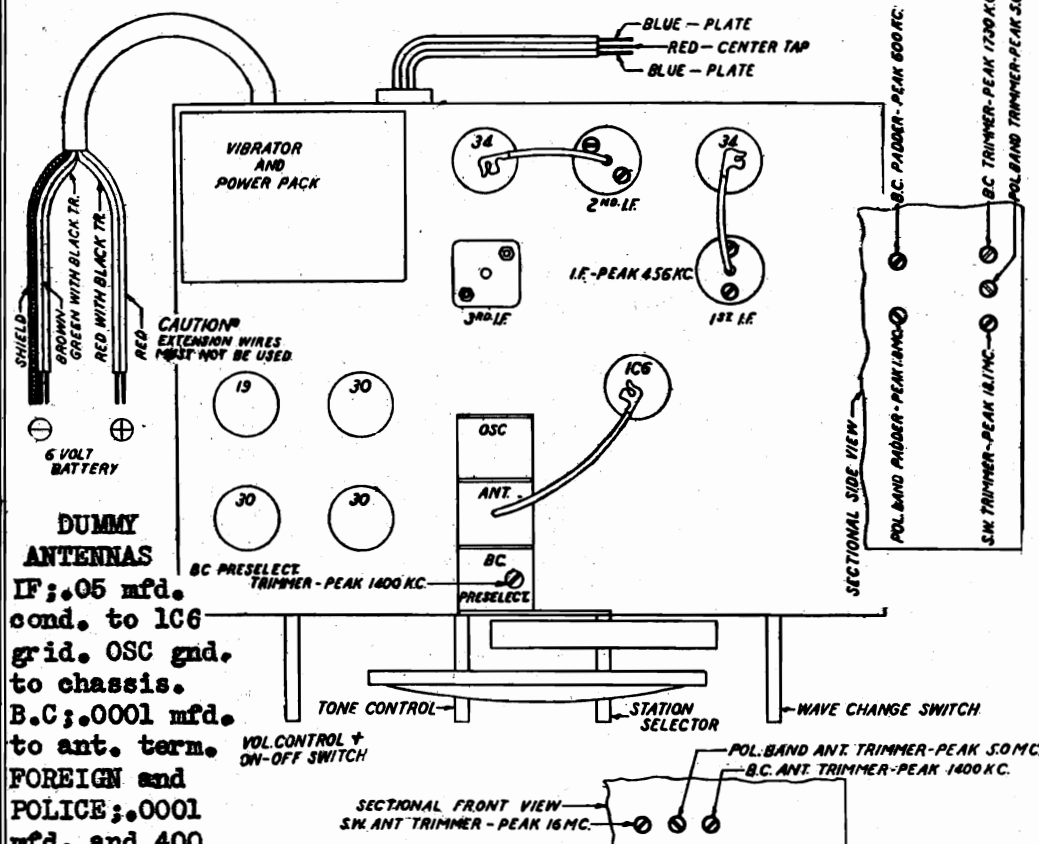 BLUE - PLATE
RED - CENTER TAP
BLUE - PLATE
VIBRATOR
AND
POWER PACK
34
2ND. I.F.
34
I.F.-PEAK 456 KC.
1ST I.F.
3RD. I.F.
SHIELD
BROWN
GREEN WITH BLACK TR.
RED WITH BLACK TR.
RED
CAUTION
EXTENSION WIRES
MUST NOT BE USED.
6 VOLT
BATTERY
19
30
30
30
1C6
OSC
ANT.
BC.
PRESELECT.
BC PRESELECT.
TRIMMER - PEAK 1400 KC.
B.C. PADDER - PEAK 600 KC.
B.C. TRIMMER - PEAK 1730 KC
POL. BAND TRIMMER - PEAK 5.
POL. BAND PADDER - PEAK 1.8 MC.
S.W. TRIMMER - PEAK 18.1 MC.
SECTIONAL SIDE VIEW
DUMMY
ANTENNAS
IF;.05 mfd.
cond. to 1C6
grid. OSC gnd.
to chassis.
B.C;.0001 mfd.
to ant. term.
FOREIGN and
POLICE;.0001
mfd. and 400
TONE CONTROL
VOL. CONTROL +
ON-OFF SWITCH
STATION
SELECTOR
WAVE CHANGE SWITCH
POL. BAND ANT. TRIMMER - PEAK 5.0 MC.
B.C. ANT. TRIMMER - PEAK 1400 KC.
SECTIONAL FRONT VIEW
S.W. ANT TRIMMER - PEAK 16 MC.